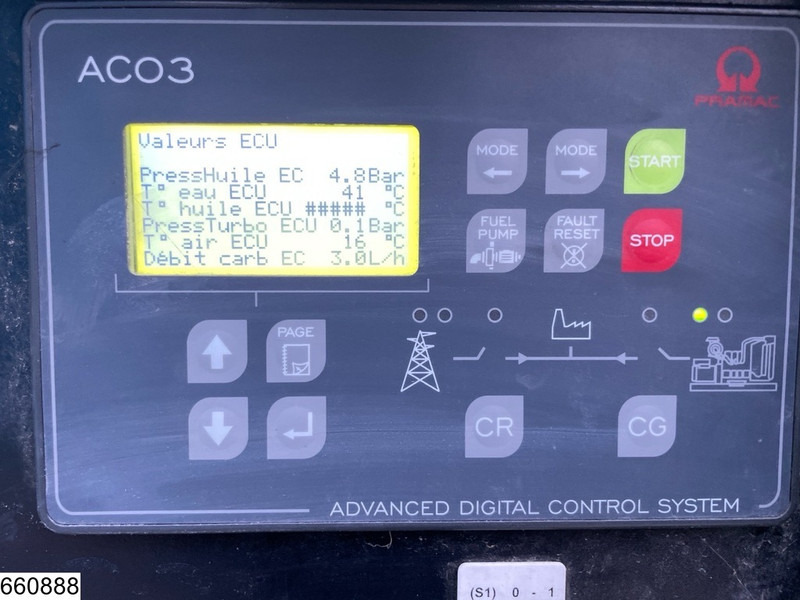 ACO3
PRAMAC
Valeurs ECU
PressHuile EC 4.8Bar
T° eau ECU 41 °C
T° huile ECU ##### °C
PressTurbo ECU 0.1Bar
T° air ECU 16 °C
Débit carb EC 3.0L/h
MODE
MODE
START
FUEL PUMP
FAULT RESET
STOP
PAGE
CR
CG
ADVANCED DIGITAL CONTROL SYSTEM
660888
(S1) 0 - 1